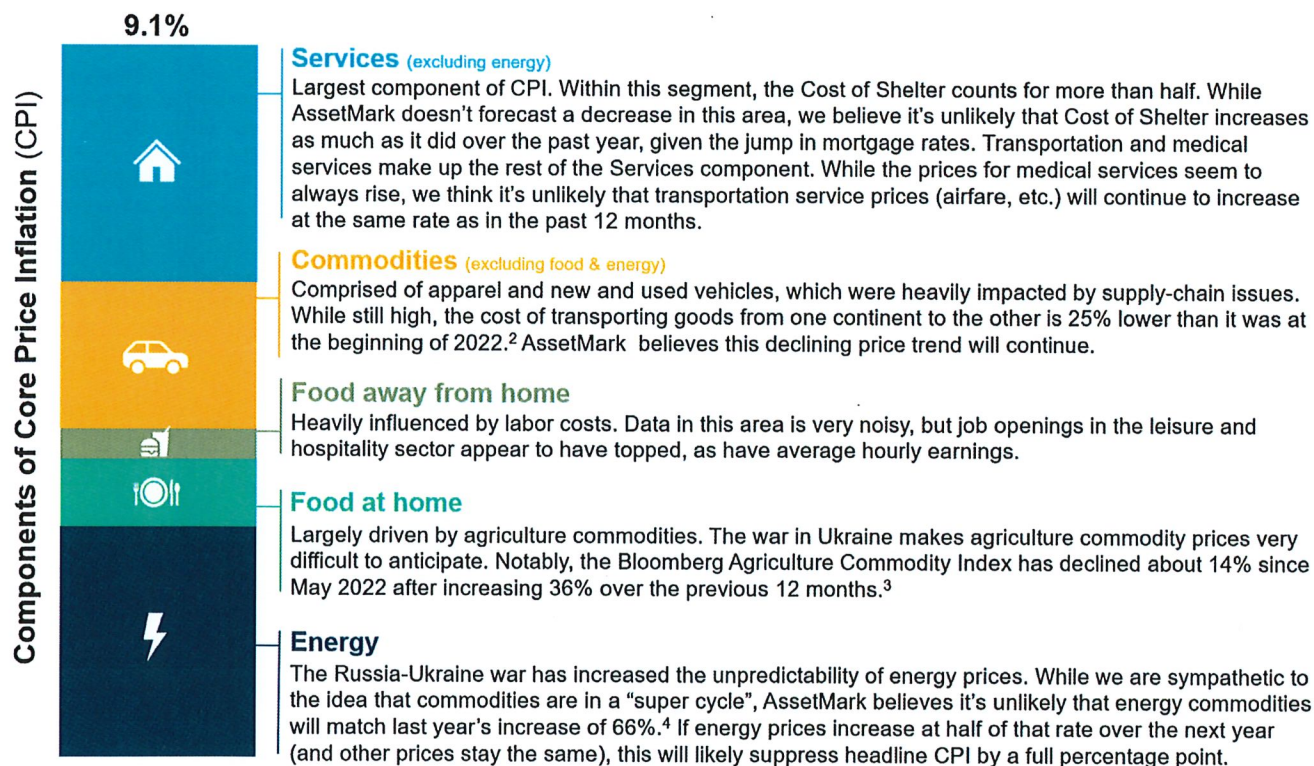 9.1%
Components of Core Price Inflation (CPI)
Services (excluding energy)
Largest component of CPI. Within this segment, the Cost of Shelter counts for more than half. While
AssetMark doesn't forecast a decrease in this area, we believe it's unlikely that Cost of Shelter increases
as much as it did over the past year, given the jump in mortgage rates. Transportation and medical
services make up the rest of the Services component. While the prices for medical services seem to
always rise, we think it's unlikely that transportation service prices (airfare, etc.) will continue to increase
at the same rate as in the past 12 months.
Commodities (excluding food & energy)
Comprised of apparel and new and used vehicles, which were heavily impacted by supply-chain issues.
While still high, the cost of transporting goods from one continent to the other is 25% lower than it was at
the beginning of 2022.² AssetMark believes this declining price trend will continue.
Food away from home
Heavily influenced by labor costs. Data in this area is very noisy, but job openings in the leisure and
hospitality sector appear to have topped, as have average hourly earnings.
Food at home
Largely driven by agriculture commodities. The war in Ukraine makes agriculture commodity prices very
difficult to anticipate. Notably, the Bloomberg Agriculture Commodity Index has declined about 14% since
May 2022 after increasing 36% over the previous 12 months.³
Energy
The Russia-Ukraine war has increased the unpredictability of energy prices. While we are sympathetic to
the idea that commodities are in a “super cycle”, AssetMark believes it's unlikely that energy commodities
will match last year's increase of 66%.⁴ If energy prices increase at half of that rate over the next year
(and other prices stay the same), this will likely suppress headline CPI by a full percentage point.